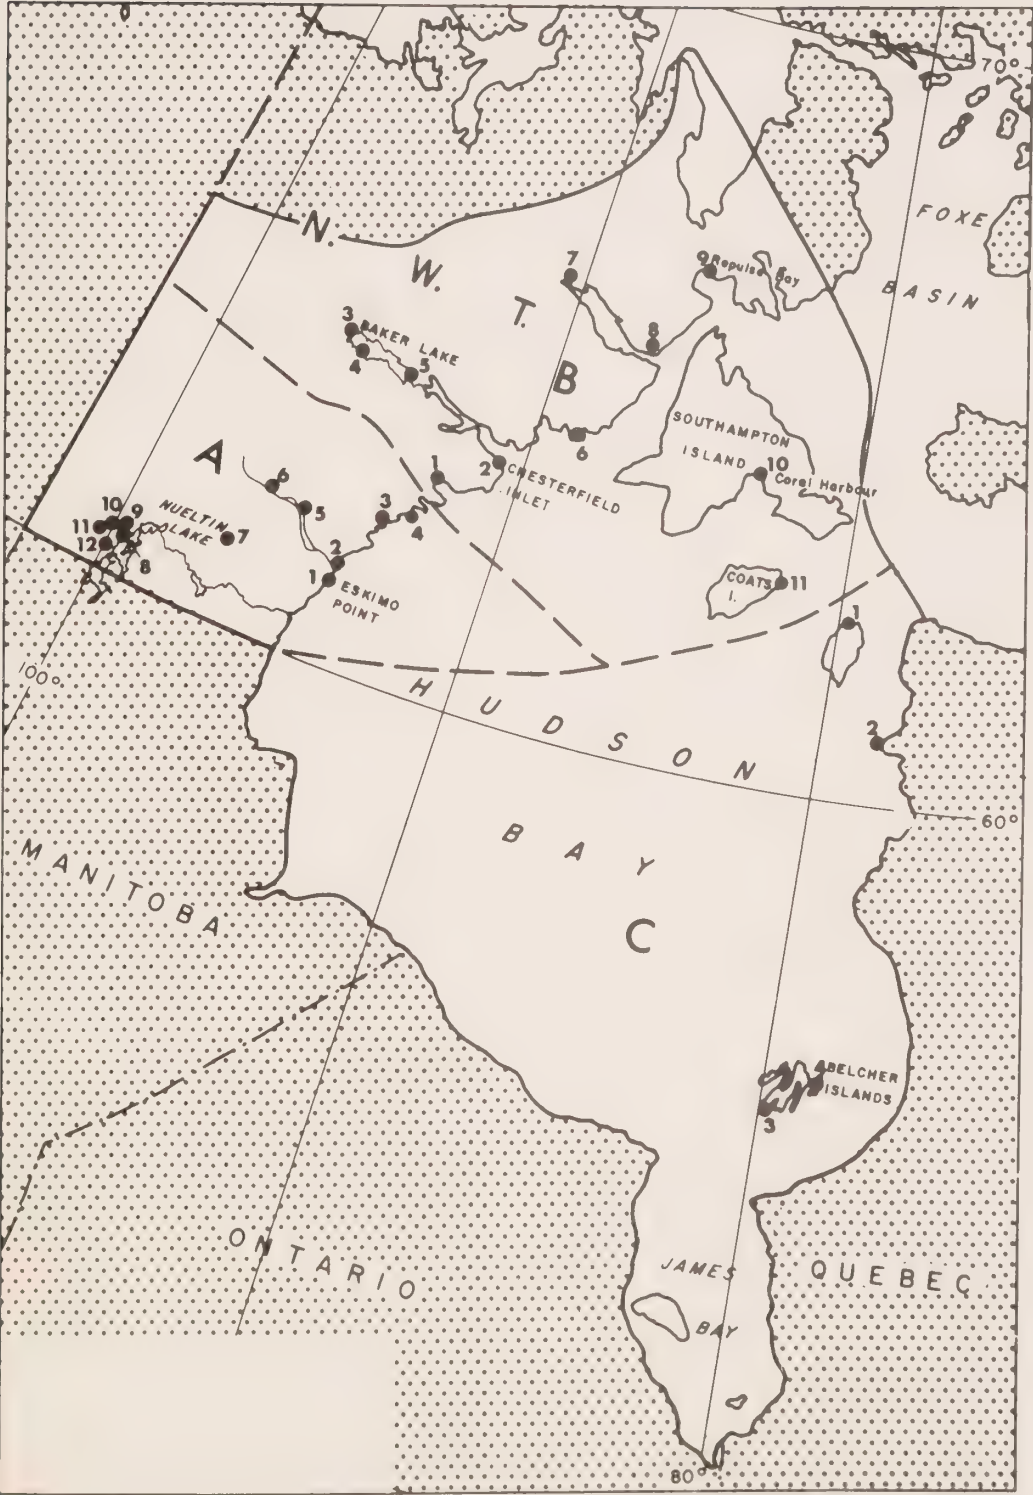 70°
FOXE
BASIN
N.
W.
T.
7
9
Repulse Bay
3
BAKER LAKE
4
5
8
B
6
SOUTHAMPTON
ISLAND
10
Coral Harbour
1
2
CHESTERFIELD
INLET
A
6
5
3
4
NUELTIN
LAKE
7
10
9
11
12
8
2
1
ESKIMO
POINT
COATS
I.
11
1
100°
2
HUDSON
60°
BAY
MANITOBA
C
4
BELCHER
ISLANDS
3
ONTARIO
JAMES
BAY
QUEBEC
80°